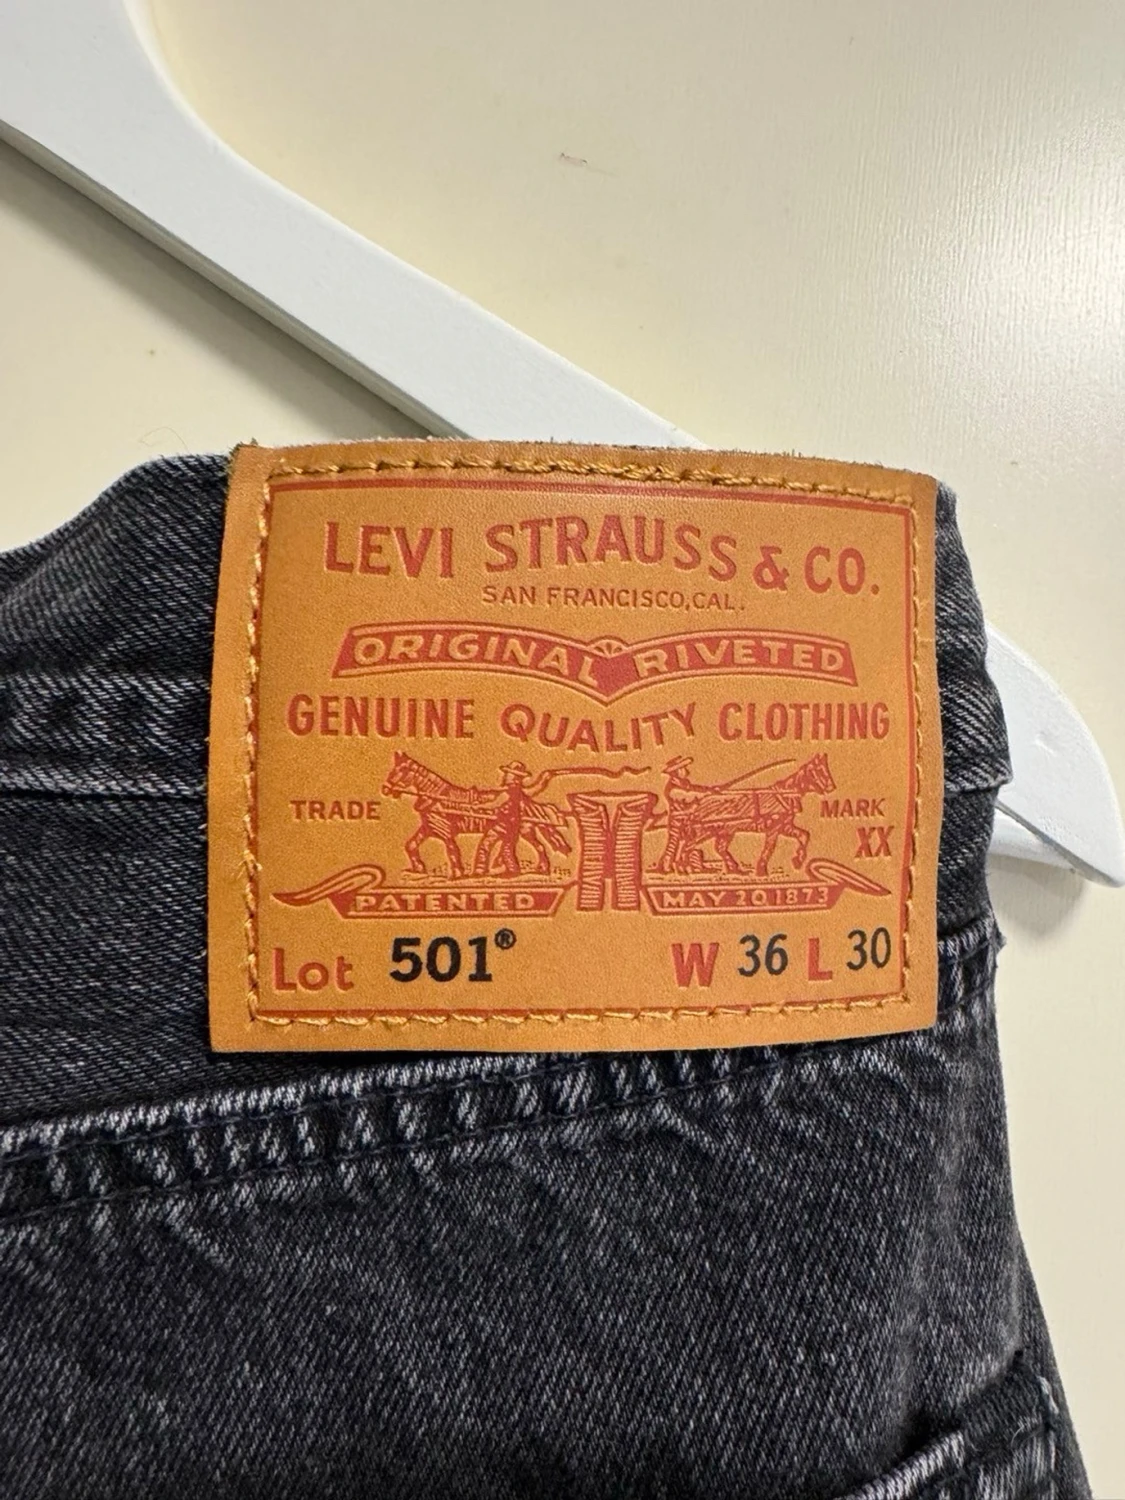 LEVI STRAUSS & CO.
SAN FRANCISCO, CAL.
ORIGINAL RIVETED
GENUINE QUALITY CLOTHING
TRADE MARK
XX
PATENTED MAY 20 1873
Lot 501® W 36 L 30